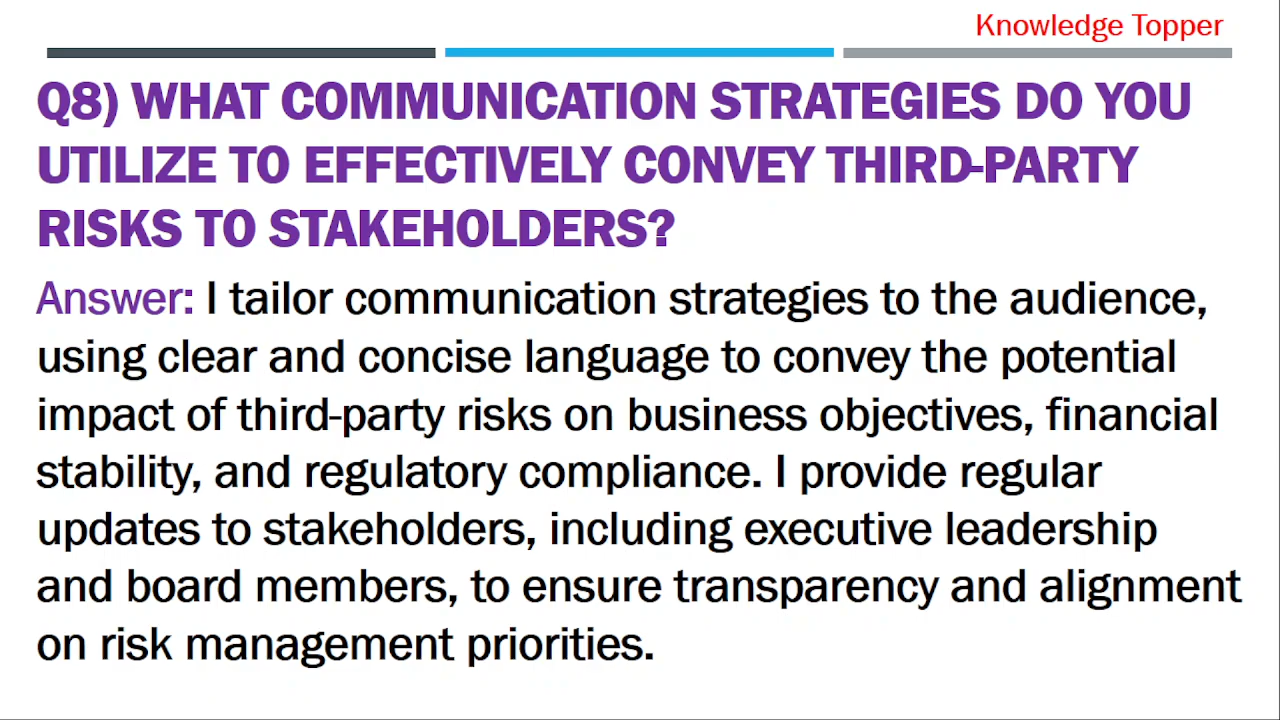 Knowledge Topper
Q8) WHAT COMMUNICATION STRATEGIES DO YOU
UTILIZE TO EFFECTIVELY CONVEY THIRD-PARTY
RISKS TO STAKEHOLDERS?
Answer: I tailor communication strategies to the audience,
using clear and concise language to convey the potential
impact of third-party risks on business objectives, financial
stability, and regulatory compliance. I provide regular
updates to stakeholders, including executive leadership
and board members, to ensure transparency and alignment
on risk management priorities.